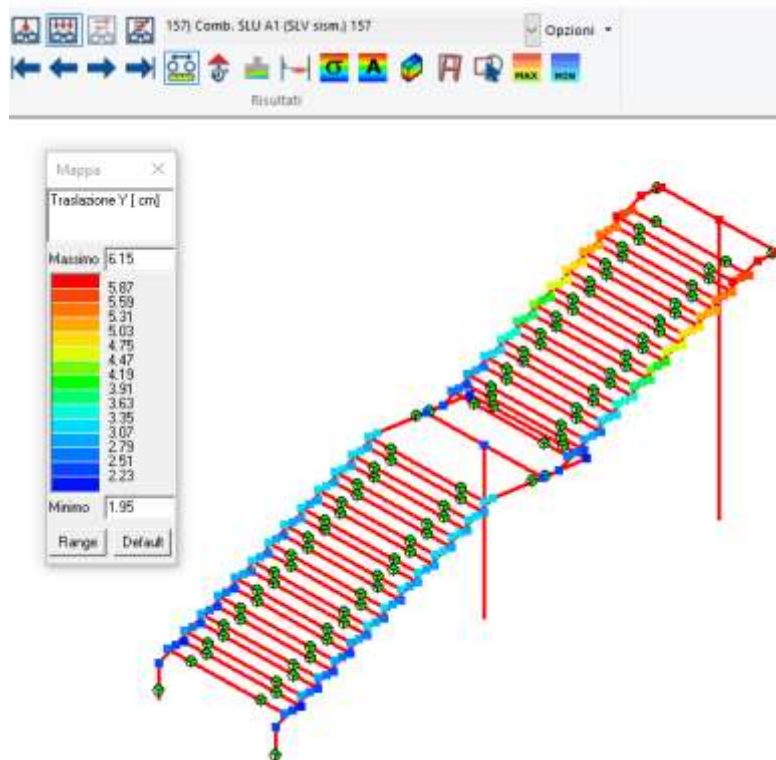 157) Comb. SLU A1 (SLV sism.) 157
Opzioni
σ
A
MAX
MIN
Risultati
Mappa
Traslazione Y [ cm]
Massimo 6.15
5.87
5.59
5.31
5.03
4.75
4.47
4.19
3.91
3.63
3.35
3.07
2.79
2.51
2.23
Minimo 1.95
Range Default